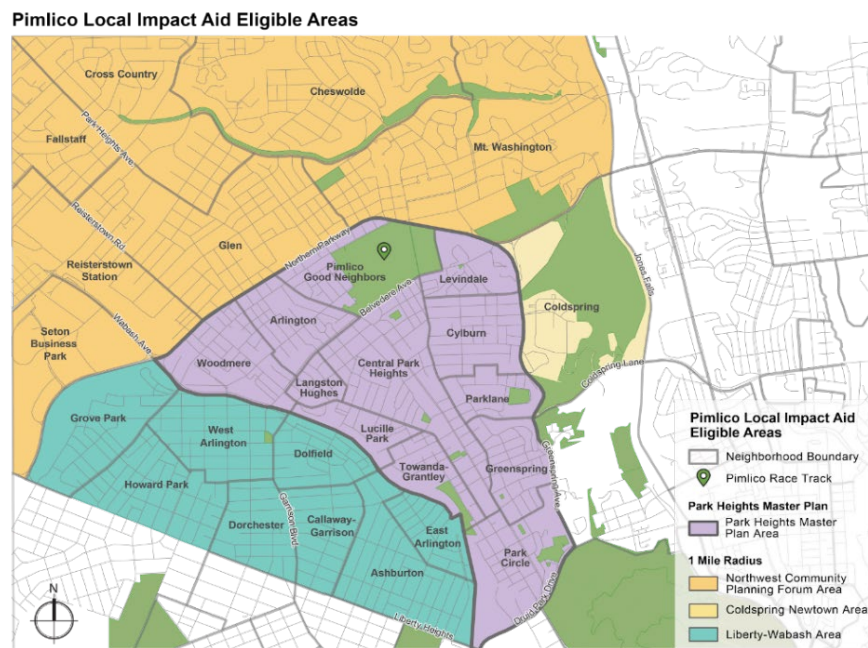 Pimlico Local Impact Aid Eligible Areas
Cross Country
Cheswolde
Park Heights Ave.
Fallstaff
Mt. Washington
Reisterstown Rd
Glen
Northern Parkway
Reisterstown
Station
Pimlico
Good Neighbors
Belvedere Ave
Levindale
Jones Falls
Coldspring
Seton
Business
Park
Wabash Ave
Arlington
Cylburn
Woodmere
Central Park
Heights
Coldspring Lane
Langston
Hughes
Parklane
Grove Park
West
Arlington
Lucille
Park
Dolfield
Towanda-
Grantley
Greenspring
Greenspring Ave
Howard Park
Garrison Blvd
Dorchester
Callaway-
Garrison
East
Arlington
Park
Circle
Ashburton
Druid Park Drive
Liberty Heights
N
Pimlico Local Impact Aid
Eligible Areas
Neighborhood Boundary
Pimlico Race Track
Park Heights Master Plan
Park Heights Master
Plan Area
1 Mile Radius
Northwest Community
Planning Forum Area
Coldspring Newtown Area
Liberty-Wabash Area